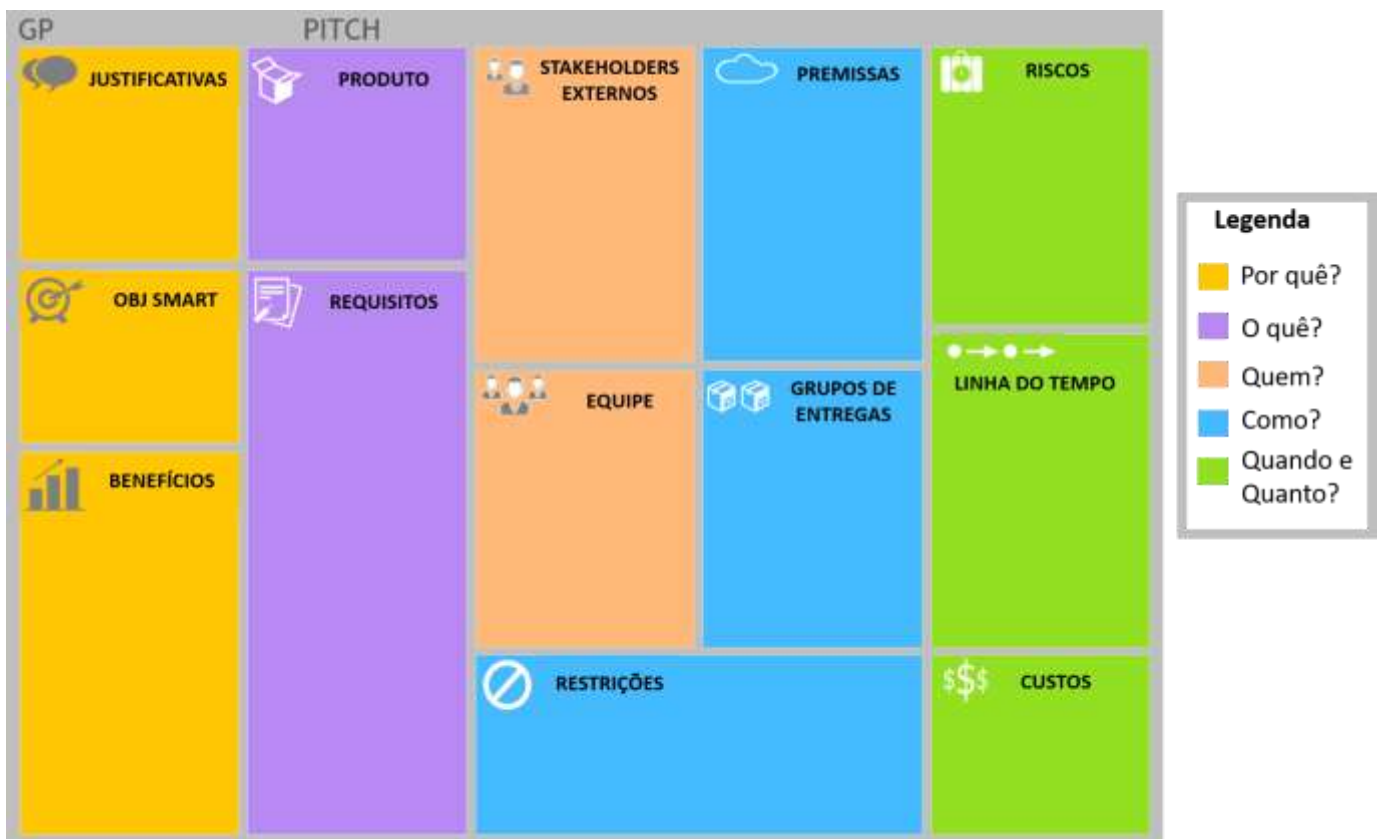 GP
PITCH
JUSTIFICATIVAS
OBJ SMART
BENEFÍCIOS
PRODUTO
REQUISITOS
STAKEHOLDERS
EXTERNOS
EQUIPE
PREMISSAS
GRUPOS DE
ENTREGAS
RESTRIÇÕES
RISCOS
LINHA DO TEMPO
$$$
CUSTOS
Legenda
Por quê?
O quê?
Quem?
Como?
Quando e
Quanto?